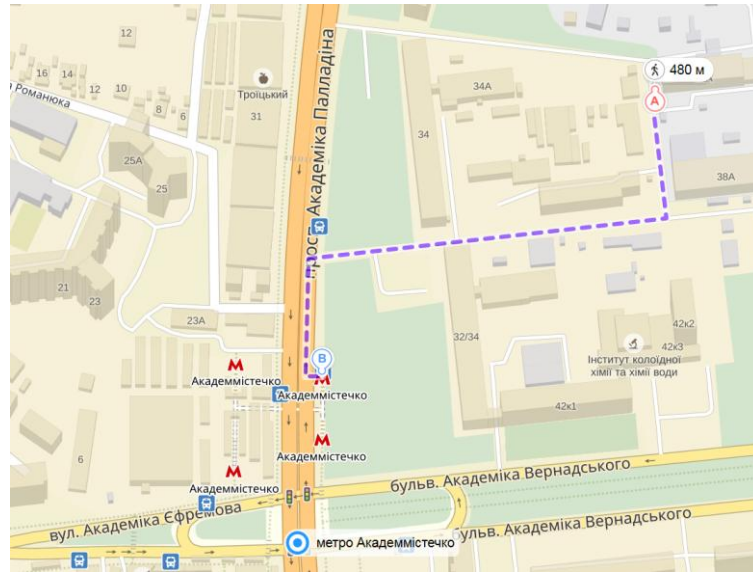 12
16
14
12
10
8
6
а Романюка
Троїцький
31
просп. Академіка Палладіна
34А
480 м
А
34
25А
25
38А
21
23
23А
32/34
42к2
42к3
Інститут колоїдної
хімії та хімії води
42к1
В
Академмістечко
Академмістечко
Академмістечко
Академмістечко
6
вул. Академіка Єфремова
бульв. Академіка Вернадського
бульв. Академіка Вернадського
метро Академмістечко